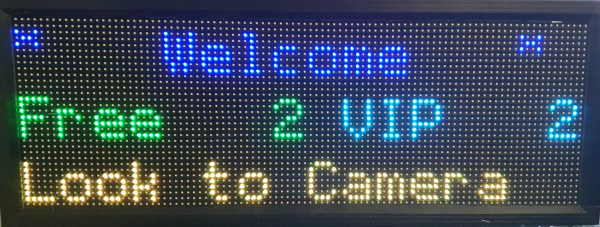 * Welcome *
Free 2 VIP 2
Look to Camera